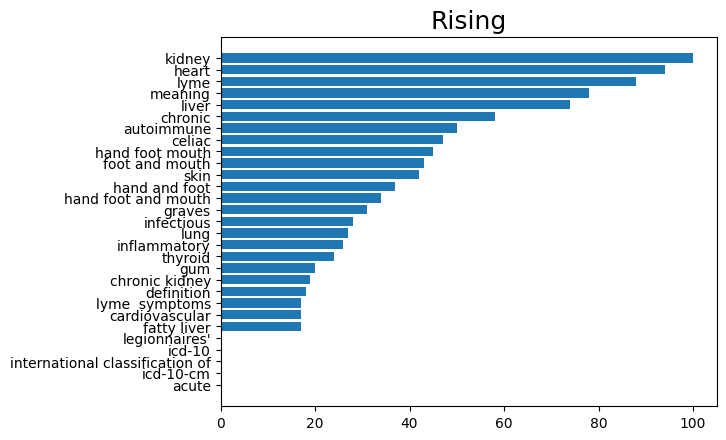 Rising
kidney
heart
lyme
meaning
liver
chronic
autoimmune
celiac
hand foot mouth
foot and mouth
skin
hand and foot
hand foot and mouth
graves
infectious
lung
inflammatory
thyroid
gum
chronic kidney
definition
lyme  symptoms
cardiovascular
fatty liver
legionnaires'
icd-10
international classification of
icd-10-cm
acute
0 20 40 60 80 100